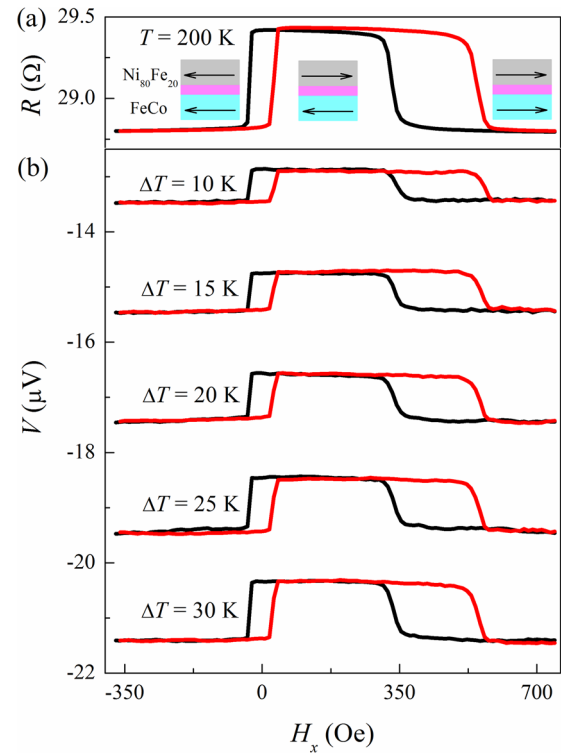 (a)
29.5
29.0
R (Ω)
T = 200 K
Ni80Fe20
FeCo
(b)
ΔT = 10 K
-14
ΔT = 15 K
-16
ΔT = 20 K
V (μV)
-18
ΔT = 25 K
-20
ΔT = 30 K
-22
-350 0 350 700
Hx (Oe)